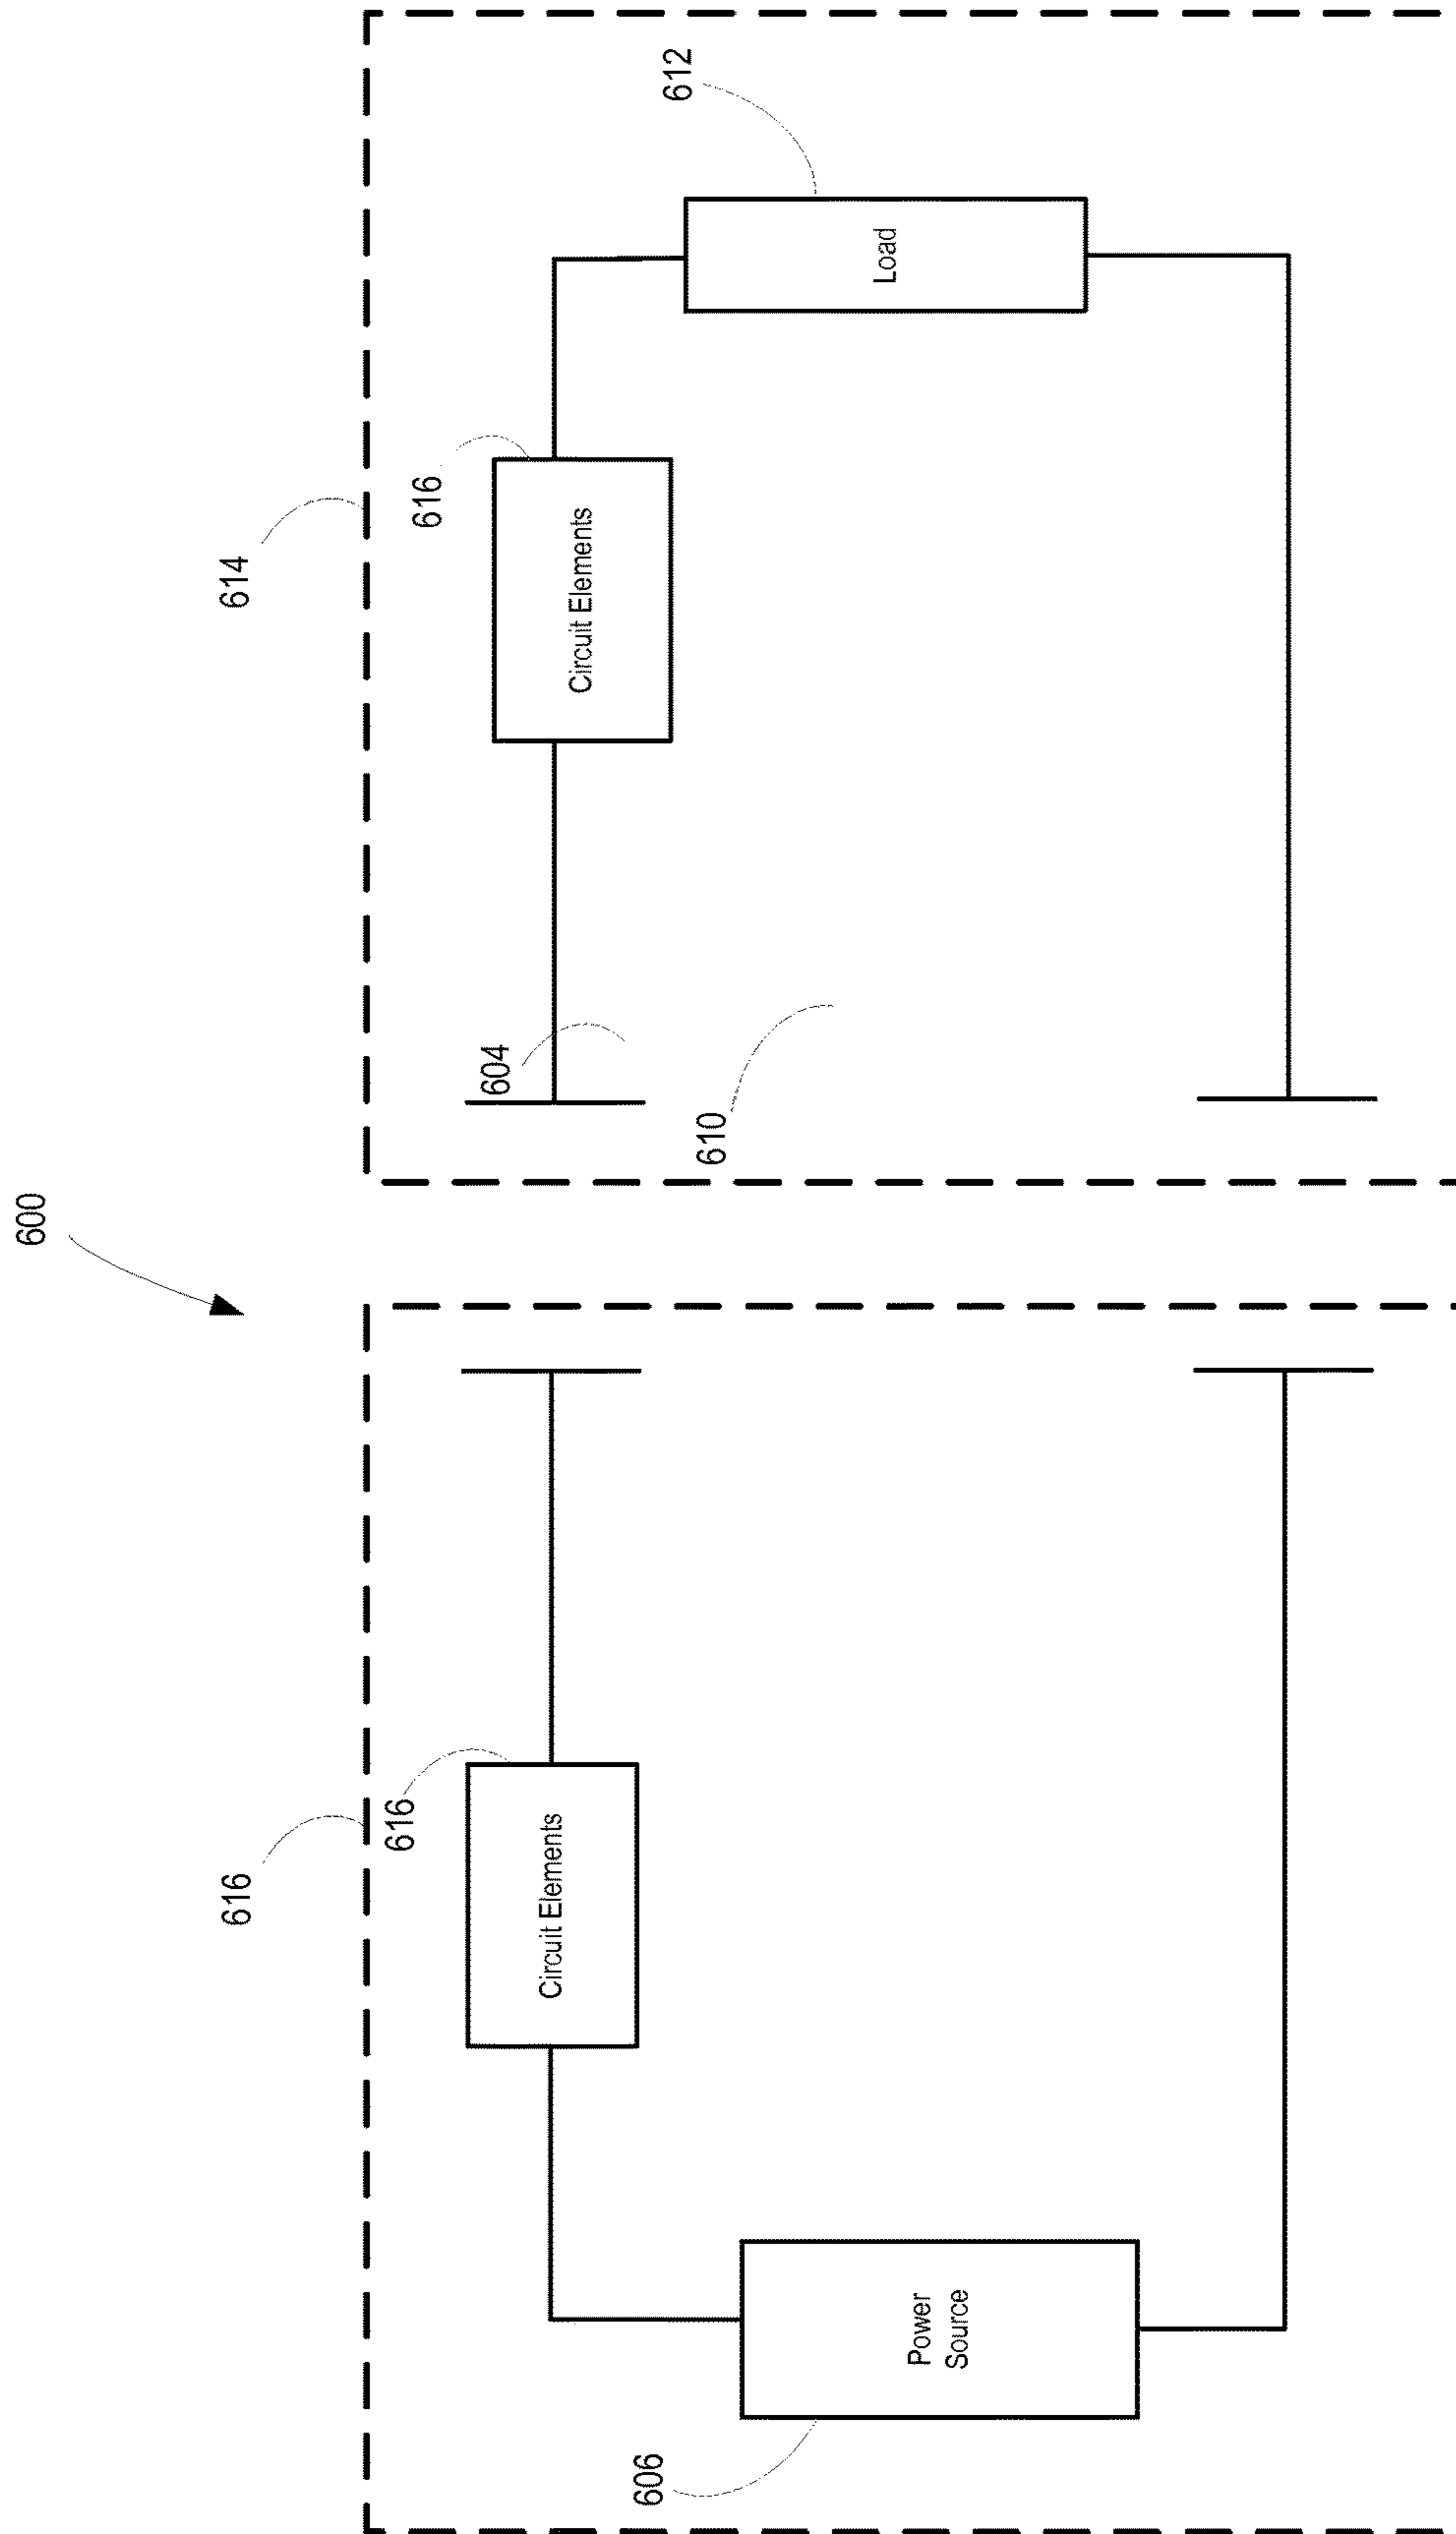 600
616
614
616
616
604
Circuit Elements
Circuit Elements
606
612
610
Load
Power
Source